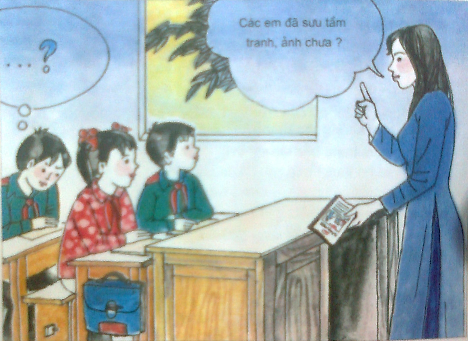 ... ?
Các em đã sưu tầm
tranh, ảnh chưa ?